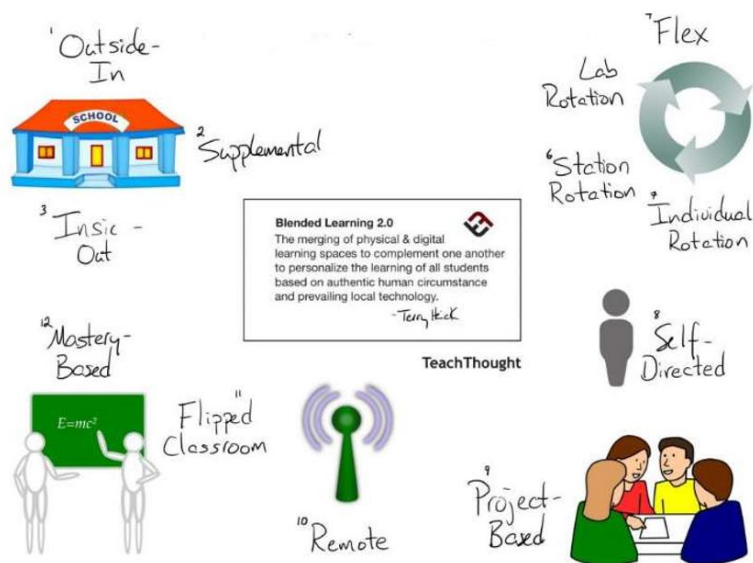 1 Outside-
In
SCHOOL
2 Supplemental
3 Insic -
Out
7 Flex
Lab
Rotation
6 Station
Rotation
Individual
Rotation
Blended Learning 2.0
The merging of physical & digital
learning spaces to complement one another
to personalize the learning of all students
based on authentic human circumstance
and prevailing local technology.
-Terry
TeachThought
8 Self-
Directed
12 Mastery-
Based
E=mc²
11 Flipped
Classroom
10 Remote
9 Project-
Based